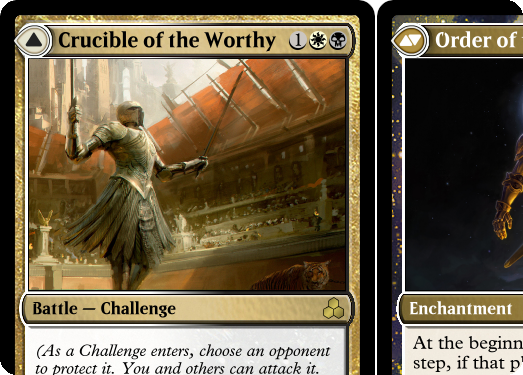 Crucible of the Worthy 1
Battle — Challenge
(As a Challenge enters, choose an opponent
to protect it. You and others can attack it.
Order of
Enchantment
At the beginn
step, if that p